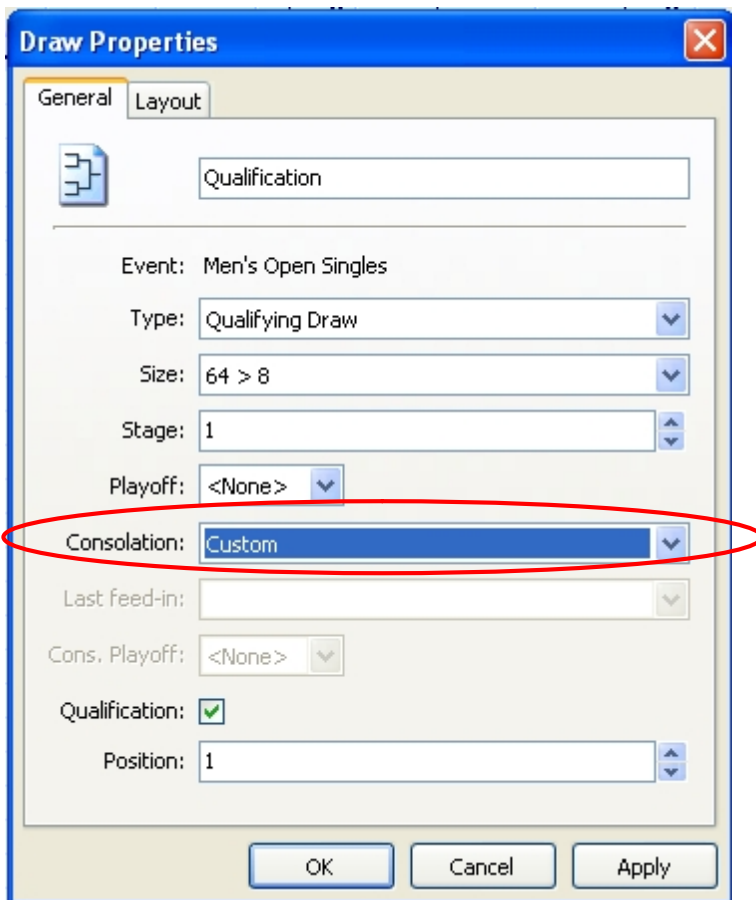 Draw Properties
General Layout
Qualification
Event: Men's Open Singles
Type: Qualifying Draw
Size: 64 > 8
Stage: 1
Playoff: <None>
Consolation: Custom
Last feed-in:
Cons. Playoff: <None>
Qualification:
Position: 1
OK Cancel Apply